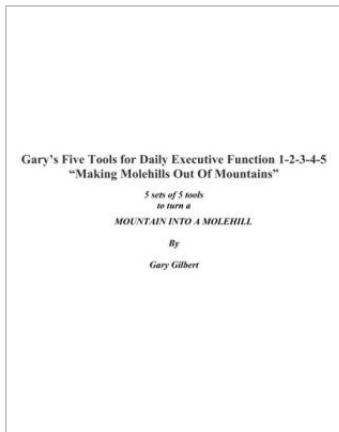 Gary's Five Tools for Daily Executive Function 1-2-3-4-5
"Making Molehills Out Of Mountains"
5 sets of 5 tools
to turn a
MOUNTAIN INTO A MOLEHILL
By
Gary Gilbert